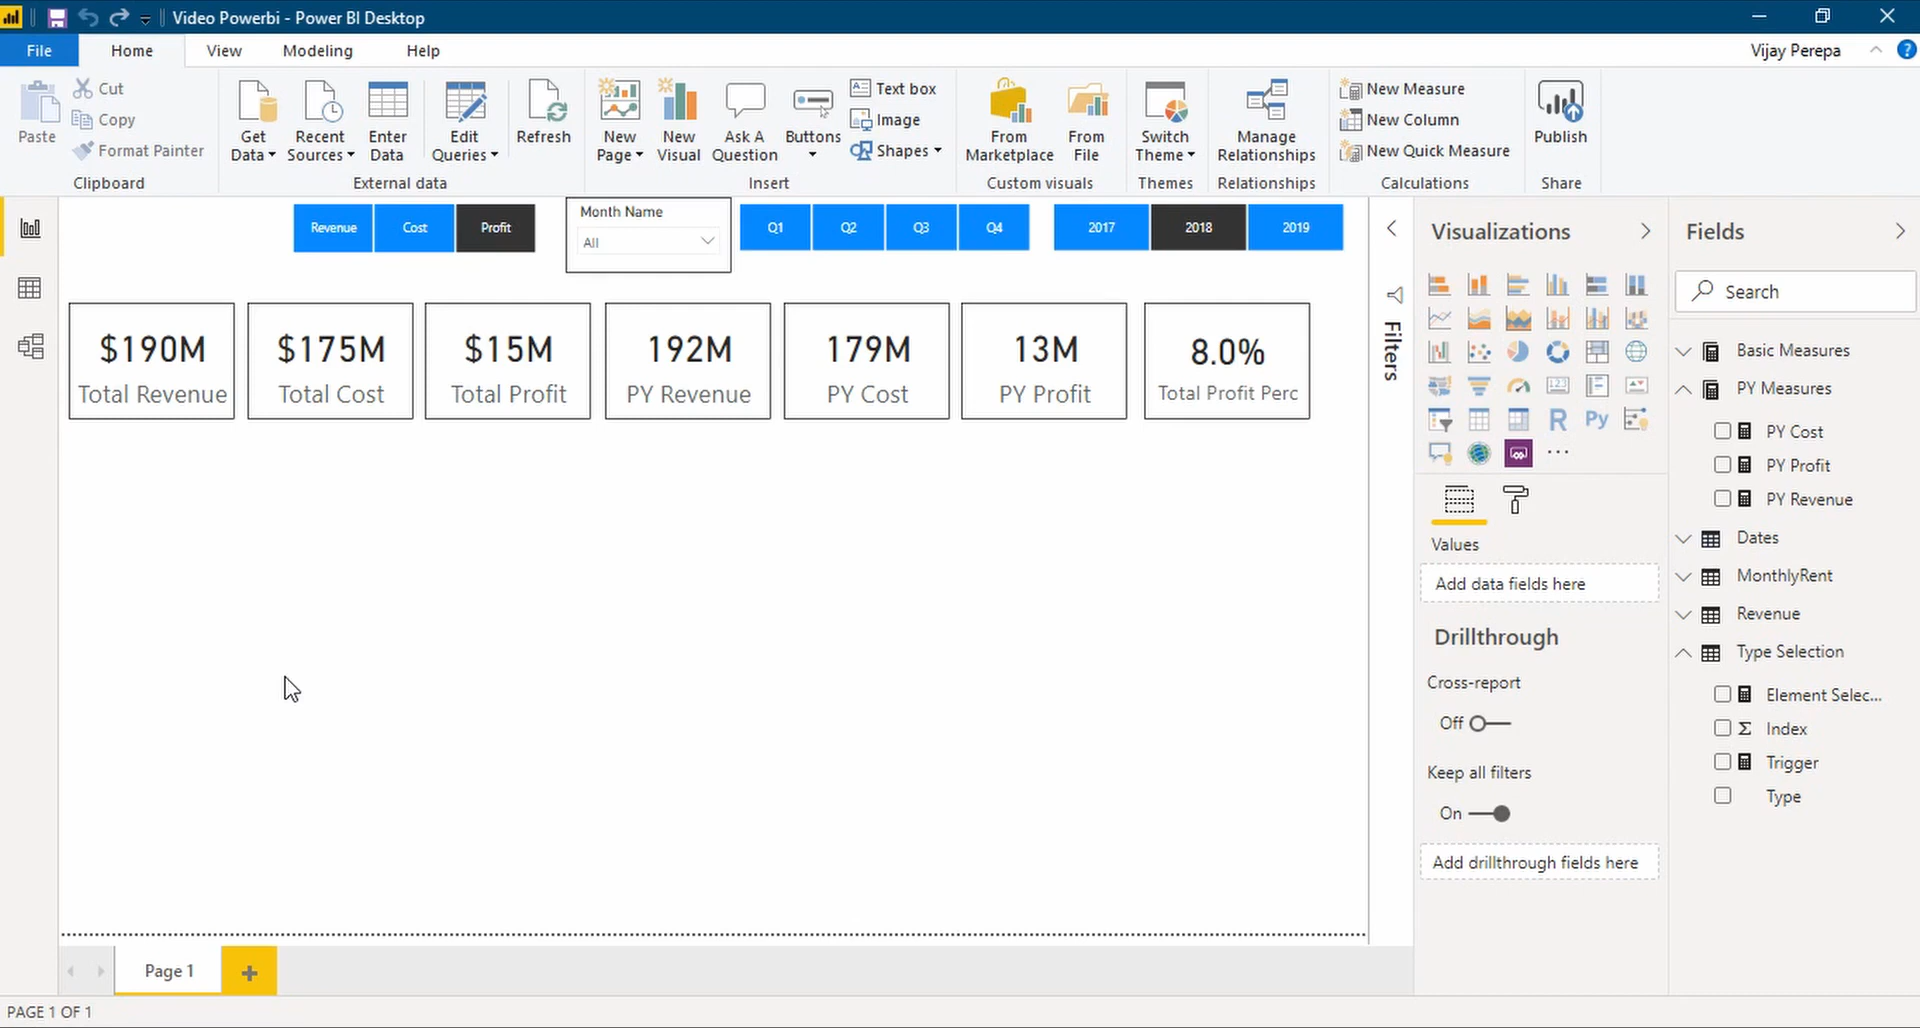 Video Powerbi - Power BI Desktop
File Home View Modeling Help Vijay Perepa
Paste
Cut
Copy
Format Painter
Clipboard
Get Data
Recent Sources
Enter Data
Edit Queries
Refresh
External data
New Page
New Visual
Ask A Question
Buttons
Text box
Image
Shapes
Insert
From Marketplace
From File
Custom visuals
Switch Theme
Themes
Manage Relationships
Relationships
New Measure
New Column
New Quick Measure
Calculations
Publish
Share
Revenue Cost Profit
Month Name
All
Q1 Q2 Q3 Q4
2017 2018 2019
$190M
Total Revenue
$175M
Total Cost
$15M
Total Profit
192M
PY Revenue
179M
PY Cost
13M
PY Profit
8.0%
Total Profit Perc
Filters
Visualizations
123
R
Py
Values
Add data fields here
Drillthrough
Cross-report
Off
Keep all filters
On
Add drillthrough fields here
Fields
Search
Basic Measures
PY Measures
PY Cost
PY Profit
PY Revenue
Dates
MonthlyRent
Revenue
Type Selection
Element Selec...
Index
Trigger
Type
Page 1
PAGE 1 OF 1